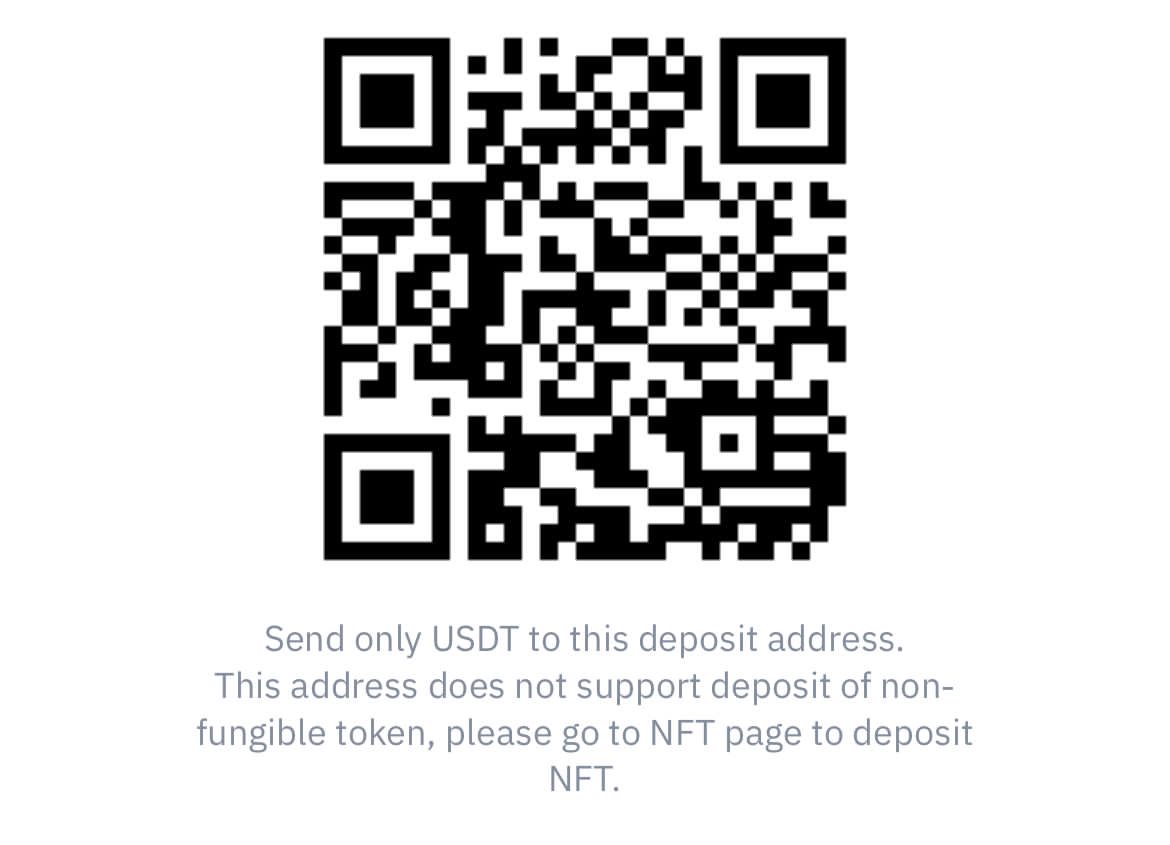 Send only USDT to this deposit address.
This address does not support deposit of non-
fungible token, please go to NFT page to deposit
NFT.